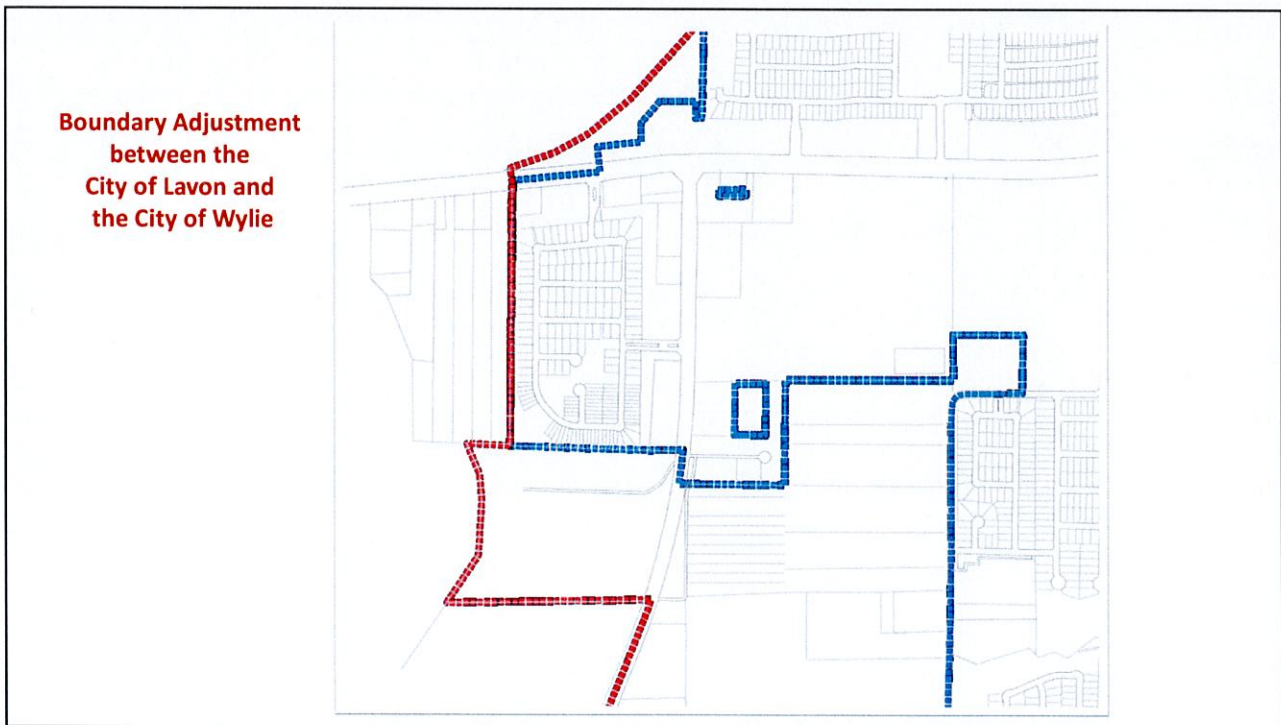 Boundary Adjustment
between the
City of Lavon and
the City of Wylie